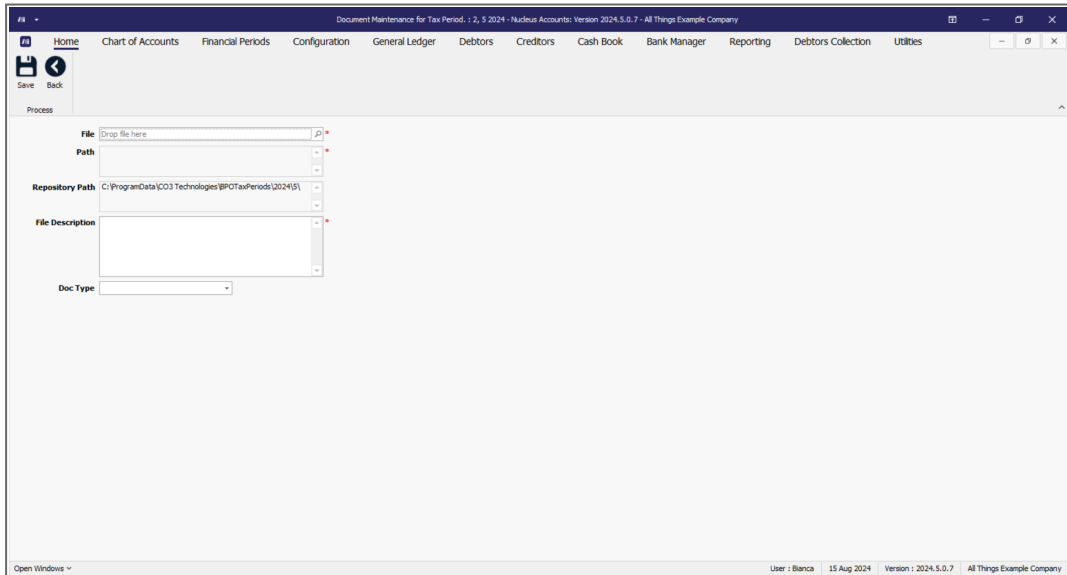 Document Maintenance for Tax Period. : 2, 5 2024 - Nucleus Accounts: Version 2024.5.0.7 - All Things Example Company
Home Chart of Accounts Financial Periods Configuration General Ledger Debtors Creditors Cash Book Bank Manager Reporting Debtors Collection Utilities
Save Back
Process
File Drop file here *
Path *
Repository Path C:\ProgramData\CO3 Technologies\BPOTaxPeriods\2024\5\
File Description *
Doc Type
Open Windows User : Bianca 15 Aug 2024 Version : 2024.5.0.7 All Things Example Company